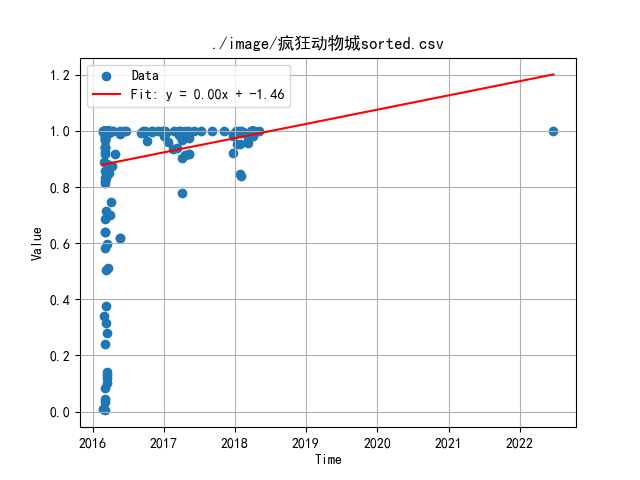 ./image/疯狂动物城sorted.csv
Data
Fit: y = 0.00x + -1.46
1.2
1.0
0.8
0.6
0.4
0.2
0.0
Value
2016 2017 2018 2019 2020 2021 2022
Time